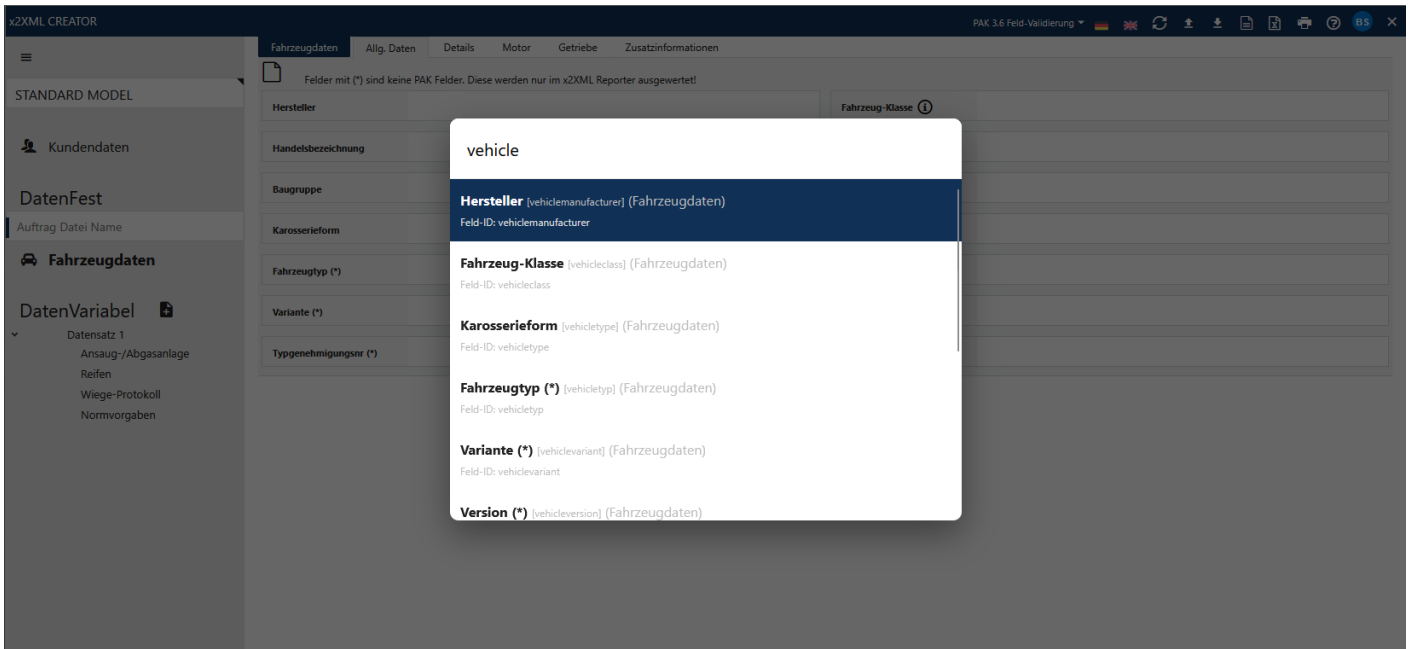 x2XML CREATOR
PAK 3.6 Feld-Validierung
BS
STANDARD MODEL
Kundendaten
DatenFest
Auftrag Datei Name
Fahrzeugdaten
DatenVariabel
Datensatz 1
Ansaug-/Abgasanlage
Reifen
Wiege-Protokoll
Normvorgaben
Fahrzeugdaten Allg. Daten Details Motor Getriebe Zusatzinformationen
Felder mit (*) sind keine PAK Felder. Diese werden nur im x2XML Reporter ausgewertet!
Hersteller
Fahrzeug-Klasse
Handelsbezeichnung
Baugruppe
Karosserieform
Fahrzeugtyp (*)
Variante (*)
Typgenehmigungsnr (*)
vehicle
Hersteller [vehiclemanufacturer] (Fahrzeugdaten)
Feld-ID: vehiclemanufacturer
Fahrzeug-Klasse [vehicleclass] (Fahrzeugdaten)
Feld-ID: vehicleclass
Karosserieform [vehicletype] (Fahrzeugdaten)
Feld-ID: vehicletype
Fahrzeugtyp (*) [vehicletyp] (Fahrzeugdaten)
Feld-ID: vehicletyp
Variante (*) [vehiclevariant] (Fahrzeugdaten)
Feld-ID: vehiclevariant
Version (*) [vehicleversion] (Fahrzeugdaten)